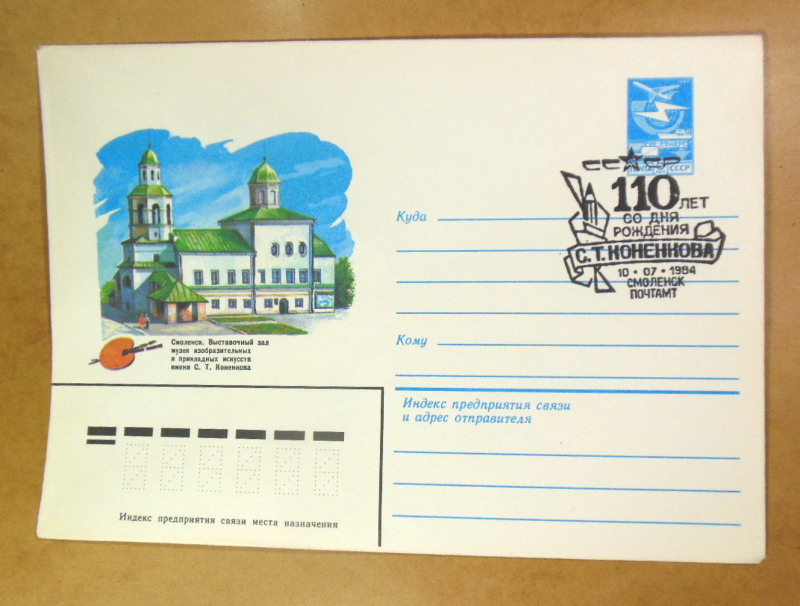 СССР
110 ЛЕТ
СО ДНЯ
РОЖДЕНИЯ
С.Т. КОНЕНКОВА
10 • 07 • 1984
СМОЛЕНСК
ПОЧТАМТ
Смоленск. Выставочный зал
музея изобразительных
и прикладных искусств
имени С. Т. Коненкова
Куда
Кому
Индекс предприятия связи
и адрес отправителя
Индекс предприятия связи места назначения